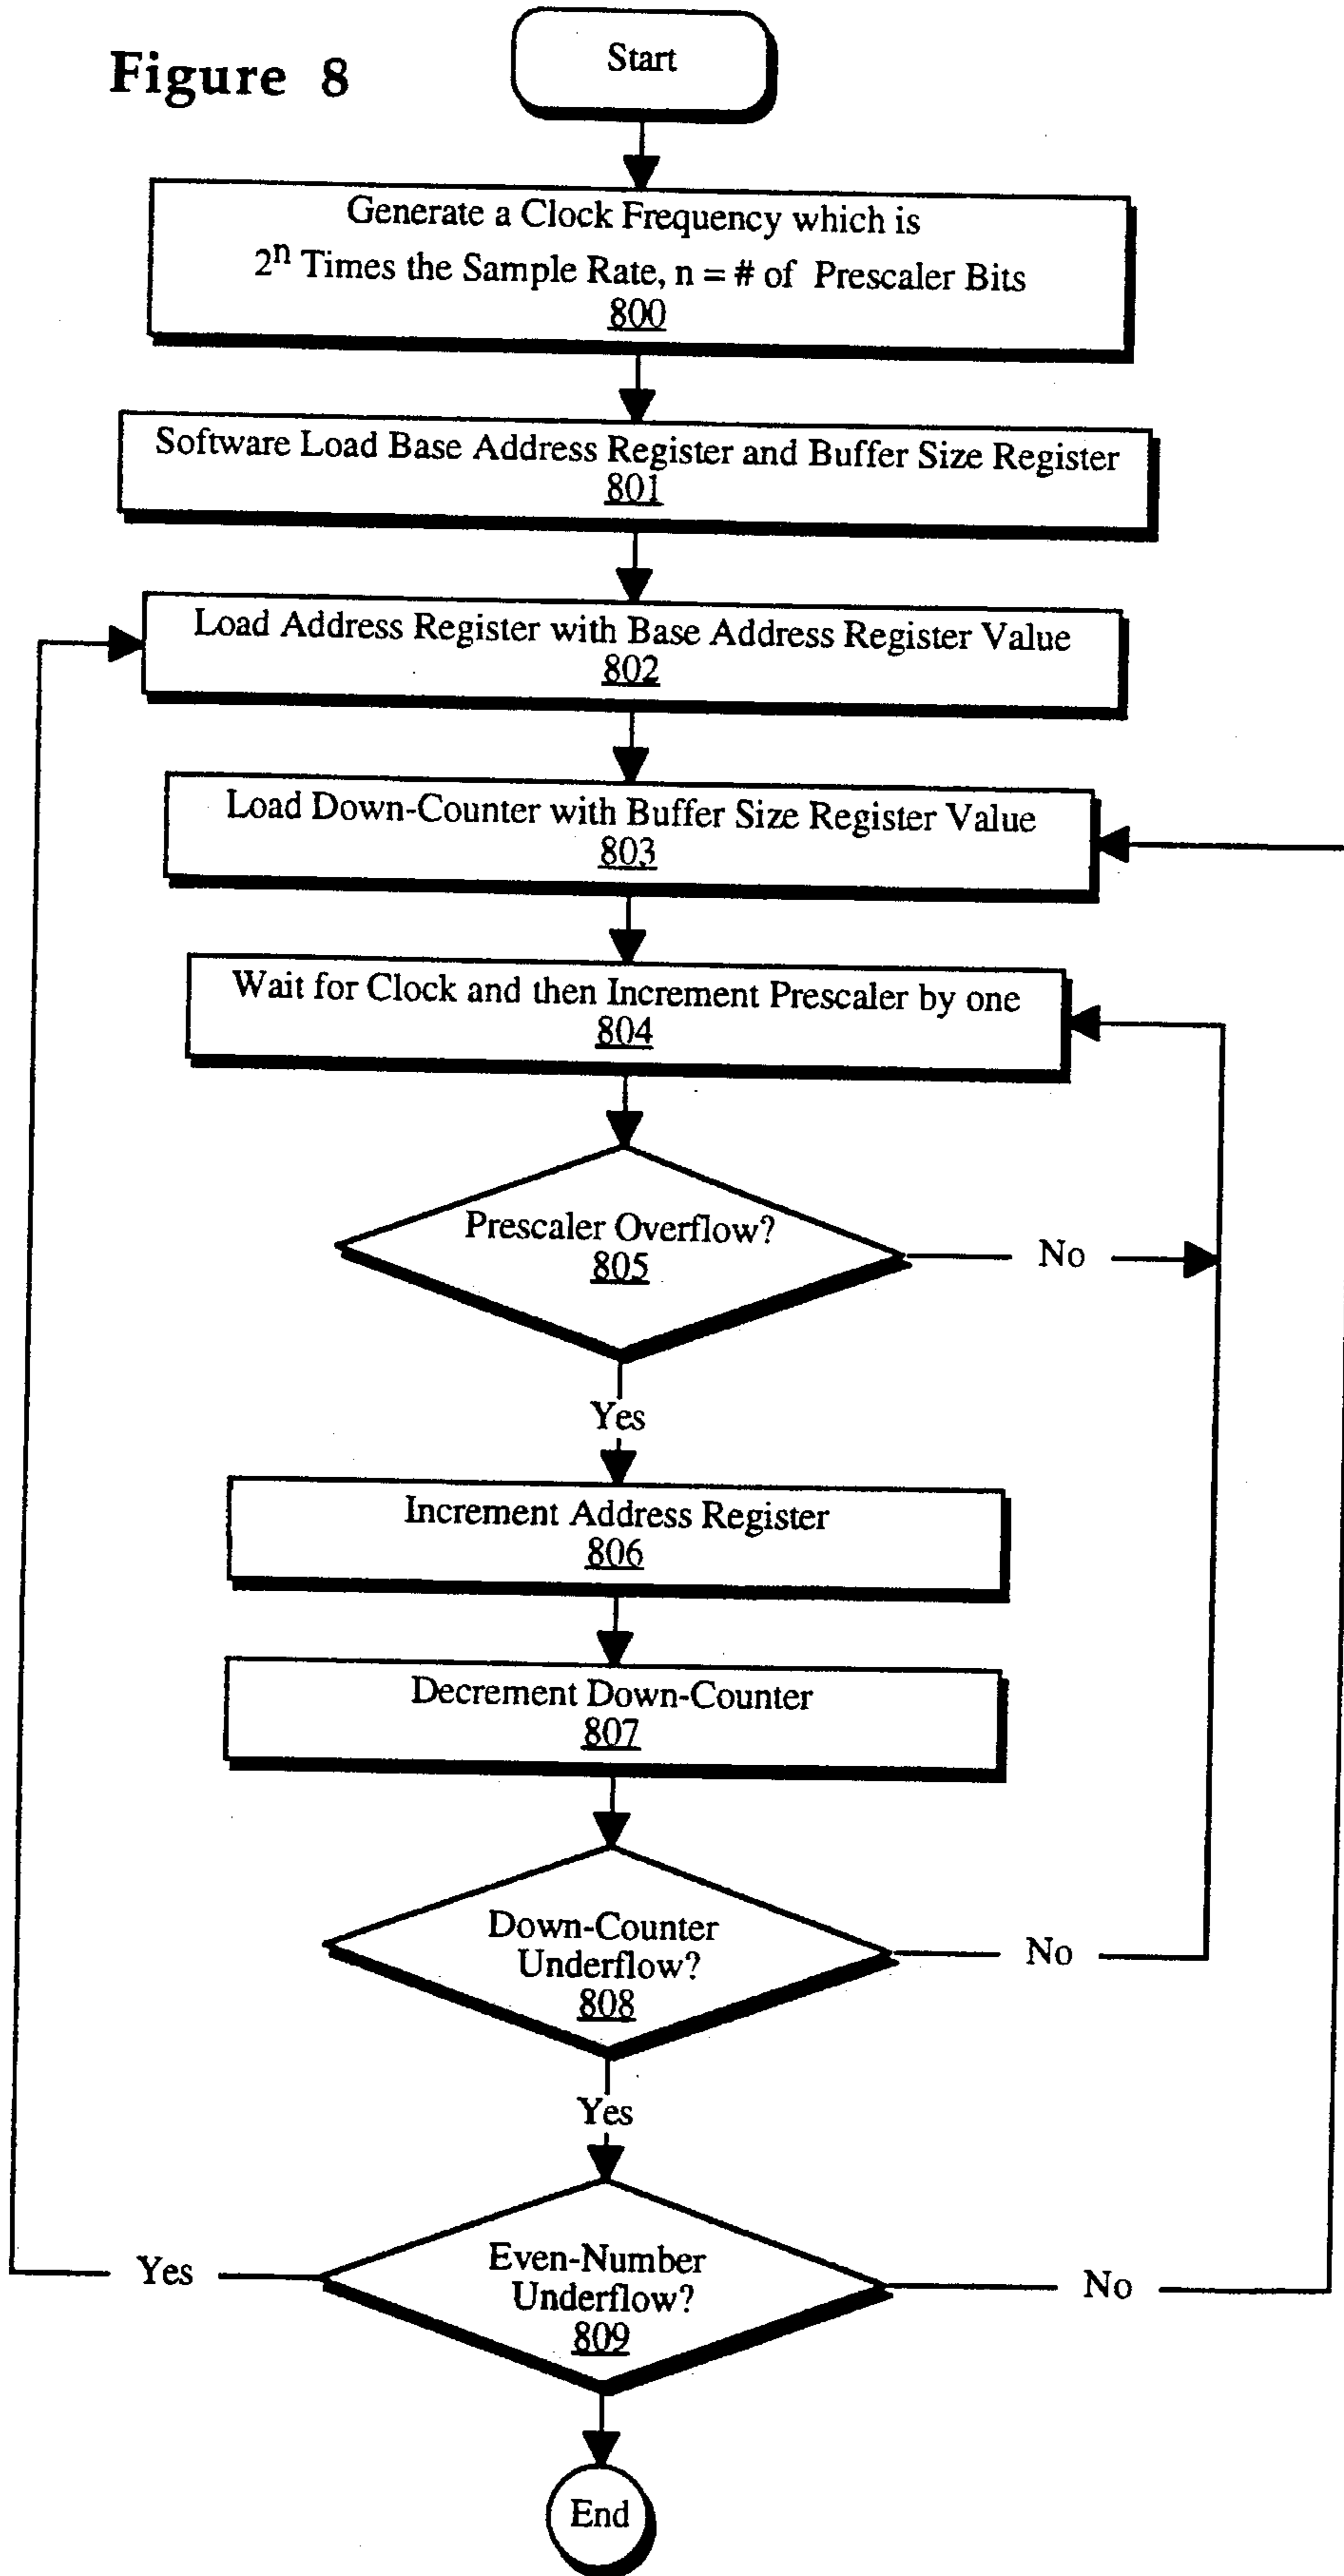 Figure 8
Start
Generate a Clock Frequency which is
2ⁿ Times the Sample Rate, n = # of Prescaler Bits
800
Software Load Base Address Register and Buffer Size Register
801
Load Address Register with Base Address Register Value
802
Load Down-Counter with Buffer Size Register Value
803
Wait for Clock and then Increment Prescaler by one
804
Prescaler Overflow?
805
No
Yes
Increment Address Register
806
Decrement Down-Counter
807
Down-Counter
Underflow?
808
No
Yes
Even-Number
Underflow?
809
Yes
No
End